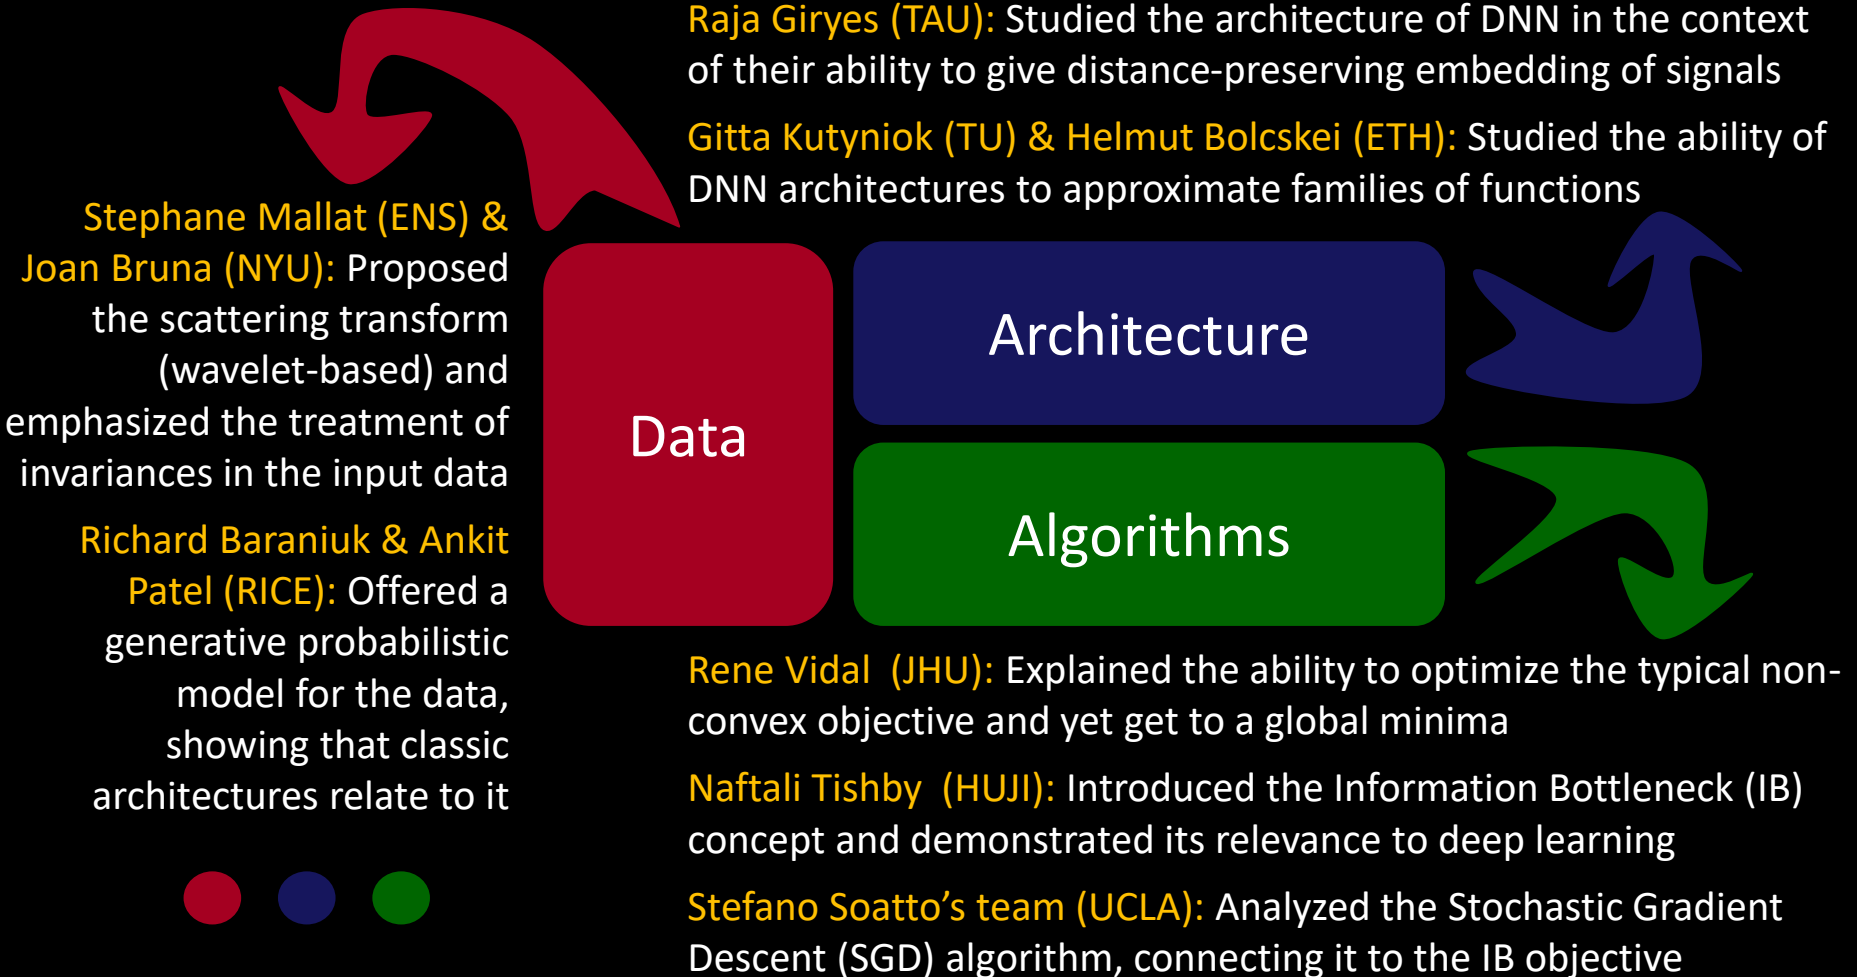 Raja Giryes (TAU): Studied the architecture of DNN in the context
of their ability to give distance-preserving embedding of signals
Gitta Kutyniok (TU) & Helmut Bolcskei (ETH): Studied the ability of
DNN architectures to approximate families of functions
Stephane Mallat (ENS) &
Joan Bruna (NYU): Proposed
the scattering transform
(wavelet-based) and
emphasized the treatment of
invariances in the input data
Richard Baraniuk & Ankit
Patel (RICE): Offered a
generative probabilistic
model for the data,
showing that classic
architectures relate to it
Data
Architecture
Algorithms
Rene Vidal (JHU): Explained the ability to optimize the typical non-
convex objective and yet get to a global minima
Naftali Tishby (HUJI): Introduced the Information Bottleneck (IB)
concept and demonstrated its relevance to deep learning
Stefano Soatto’s team (UCLA): Analyzed the Stochastic Gradient
Descent (SGD) algorithm, connecting it to the IB objective